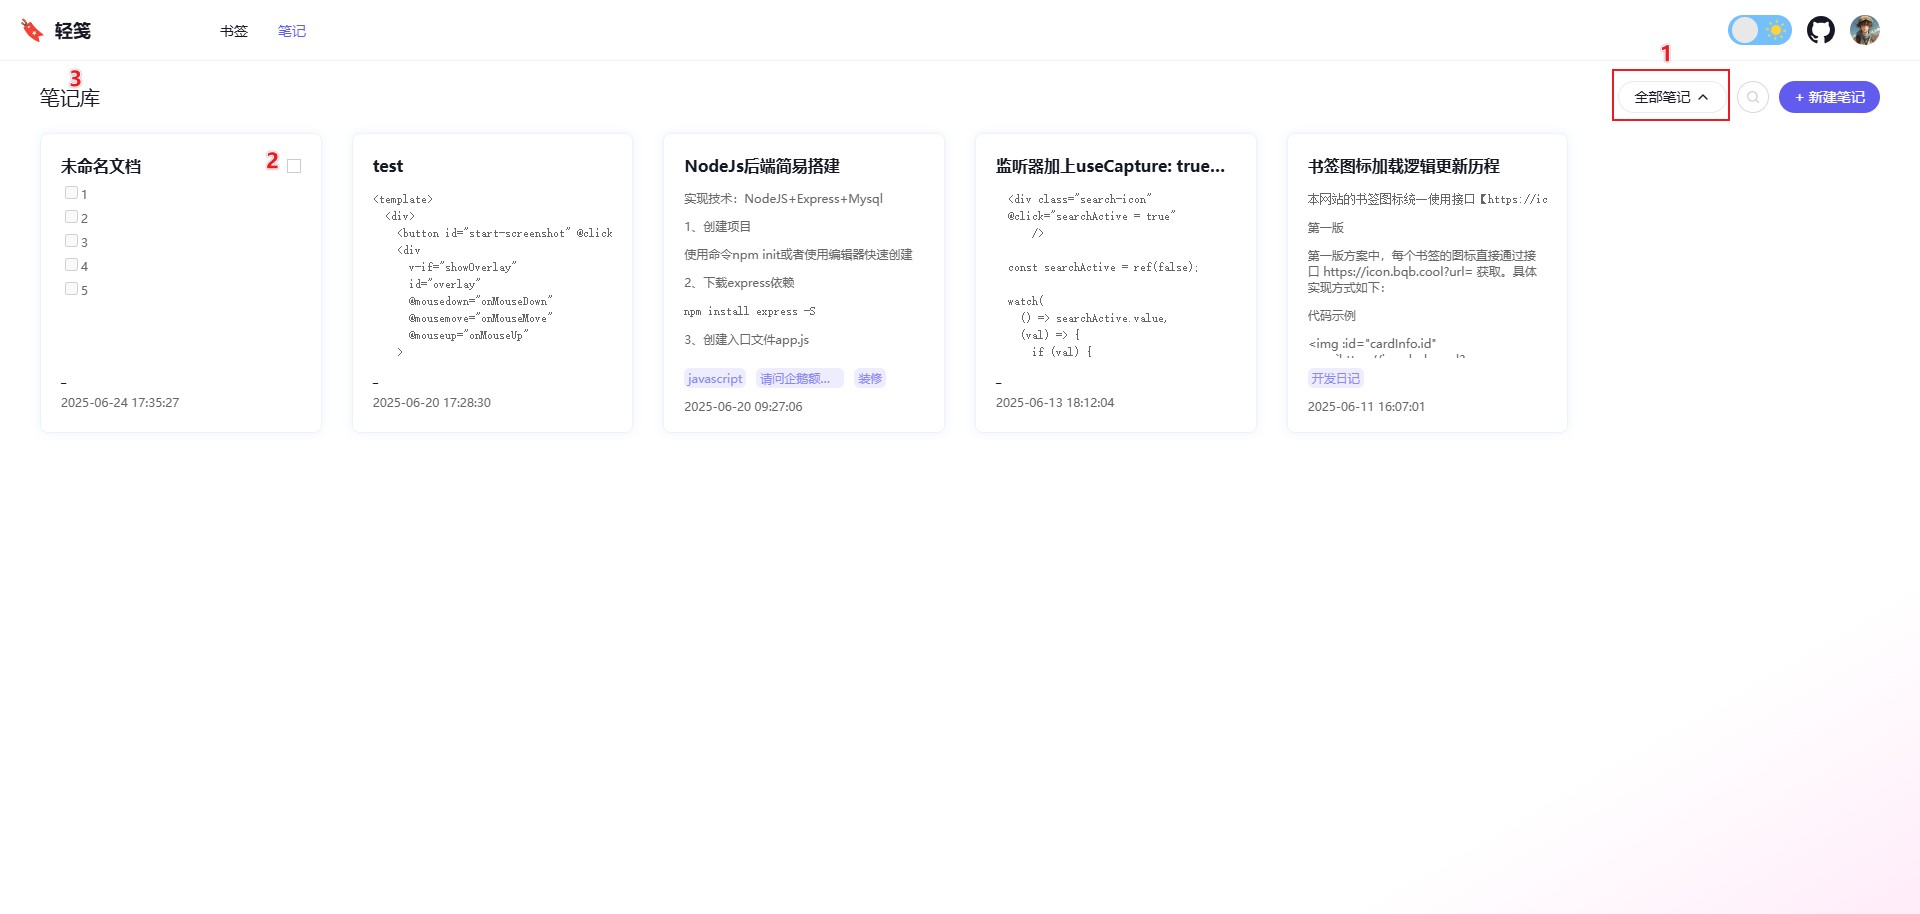 轻笺
书签
笔记
1
3
笔记库
全部笔记
+ 新建笔记
未命名文档
2
1
2
3
4
5
-
2025-06-24 17:35:27
test
<template>
<div>
<button id="start-screenshot" @click
<div
v-if="showOverlay"
id="overlay"
@mousedown="onMouseDown"
@mousemove="onMouseMove"
@mouseup="onMouseUp"
>
-
2025-06-20 17:28:30
NodeJs后端简易搭建
实现技术：NodeJS+Express+Mysql
1、创建项目
使用命令npm init或者使用编辑器快速创建
2、下载express依赖
npm install express -S
3、创建入口文件app.js
javascript
请问企鹅额...
装修
2025-06-20 09:27:06
监听器加上useCapture: true...
<div class="search-icon"
@click="searchActive = true"
/>
const searchActive = ref(false);
watch(
() => searchActive.value,
(val) => {
if (val) {
-
2025-06-13 18:12:04
书签图标加载逻辑更新历程
本网站的书签图标统一使用接口【https://ic
第一版
第一版方案中，每个书签的图标直接通过接
口 https://icon.bqb.cool?url= 获取。具体
实现方式如下：
代码示例
<img :id="cardInfo.id"
开发日记
2025-06-11 16:07:01